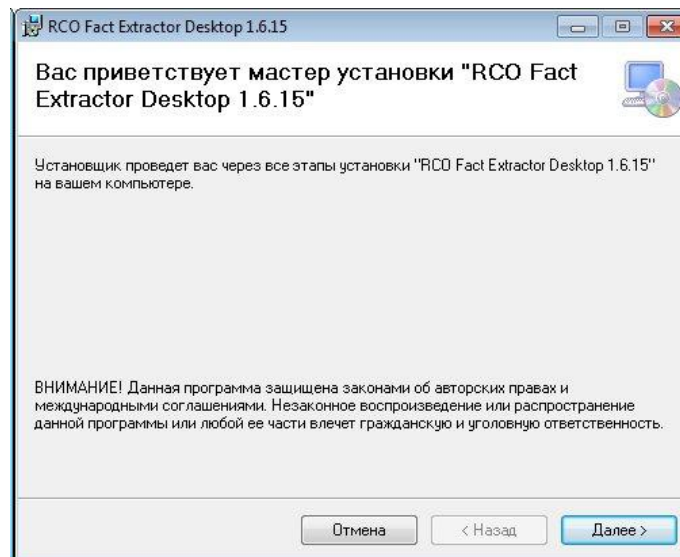 RCO Fact Extractor Desktop 1.6.15
Вас приветствует мастер установки "RCO Fact
Extractor Desktop 1.6.15"
Установщик проведет вас через все этапы установки "RCO Fact Extractor Desktop 1.6.15"
на вашем компьютере.
ВНИМАНИЕ! Данная программа защищена законами об авторских правах и
международными соглашениями. Незаконное воспроизведение или распространение
данной программы или любой ее части влечет гражданскую и уголовную ответственность.
Отмена
< Назад
Далее >